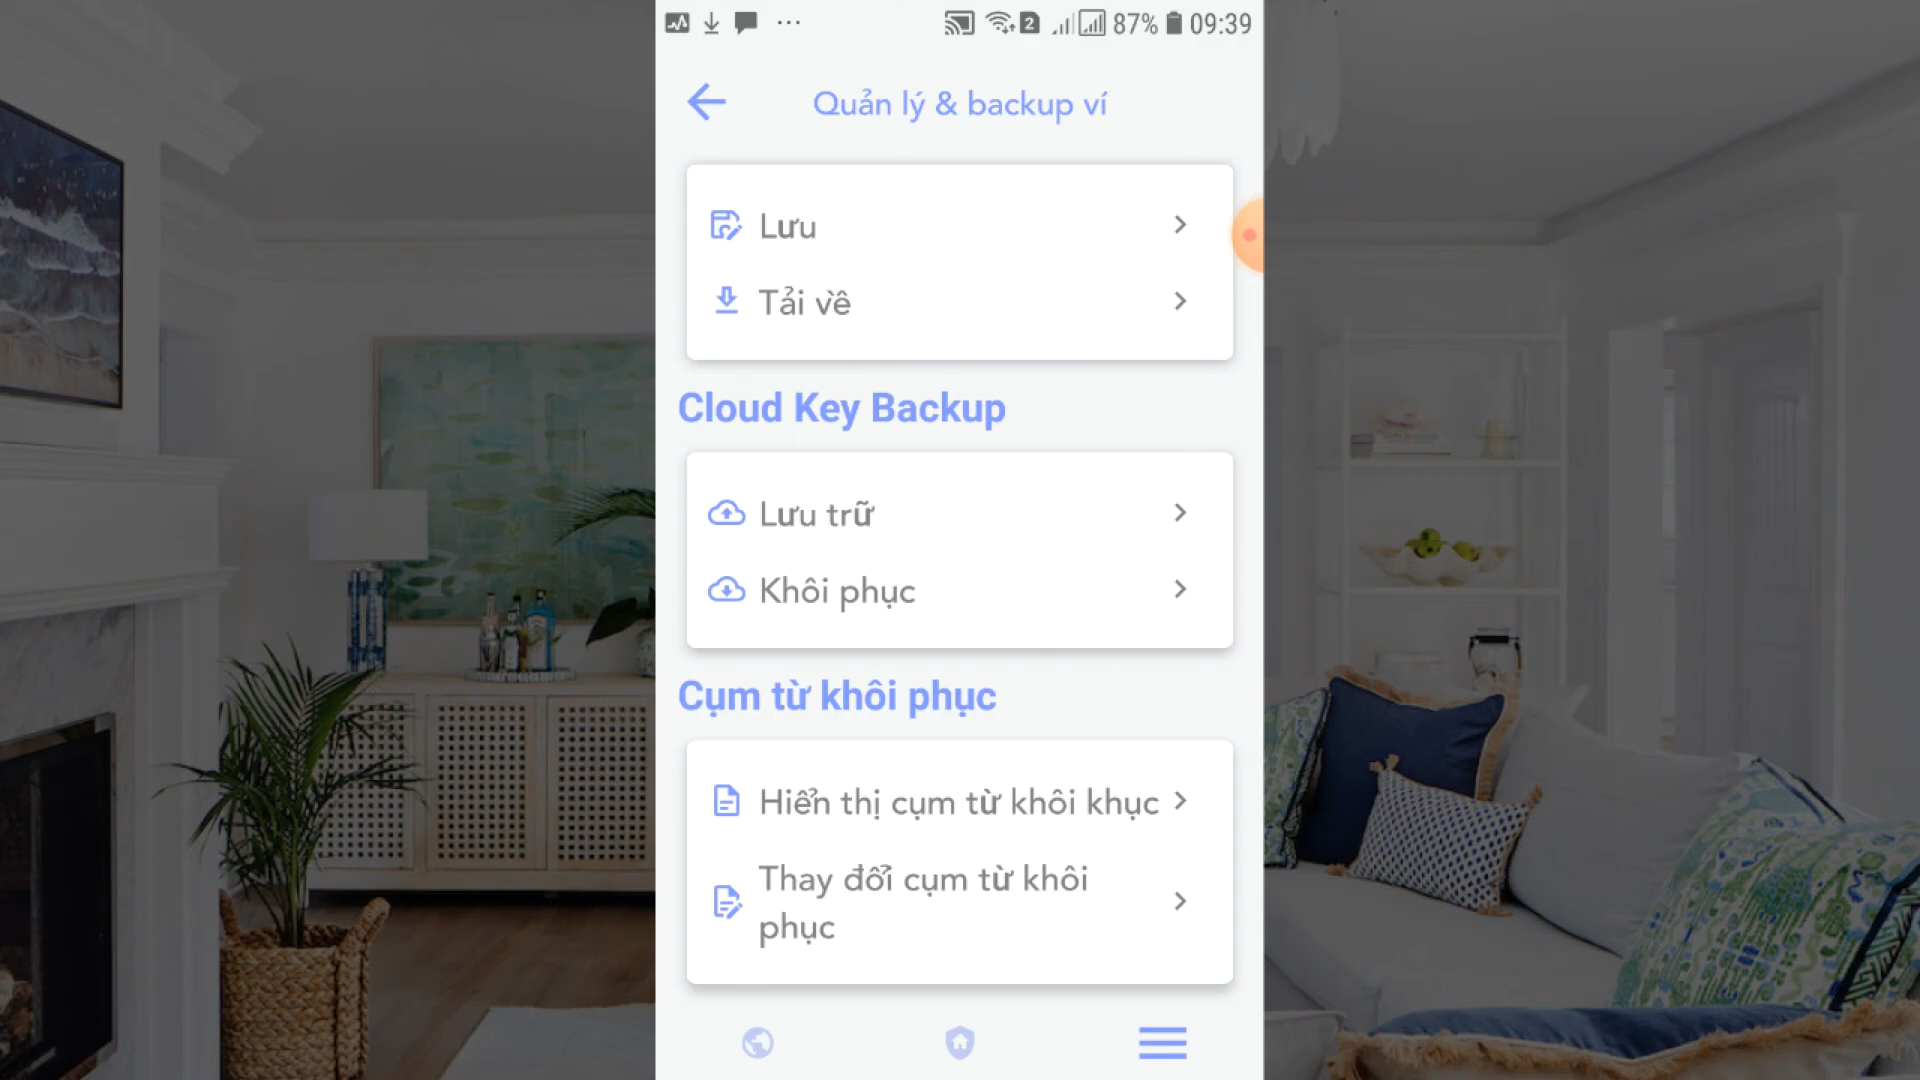 2 87% 09:39
Quản lý & backup ví
Lưu
Tải về
Cloud Key Backup
Lưu trữ
Khôi phục
Cụm từ khôi phục
Hiển thị cụm từ khôi khục
Thay đổi cụm từ khôi
phục